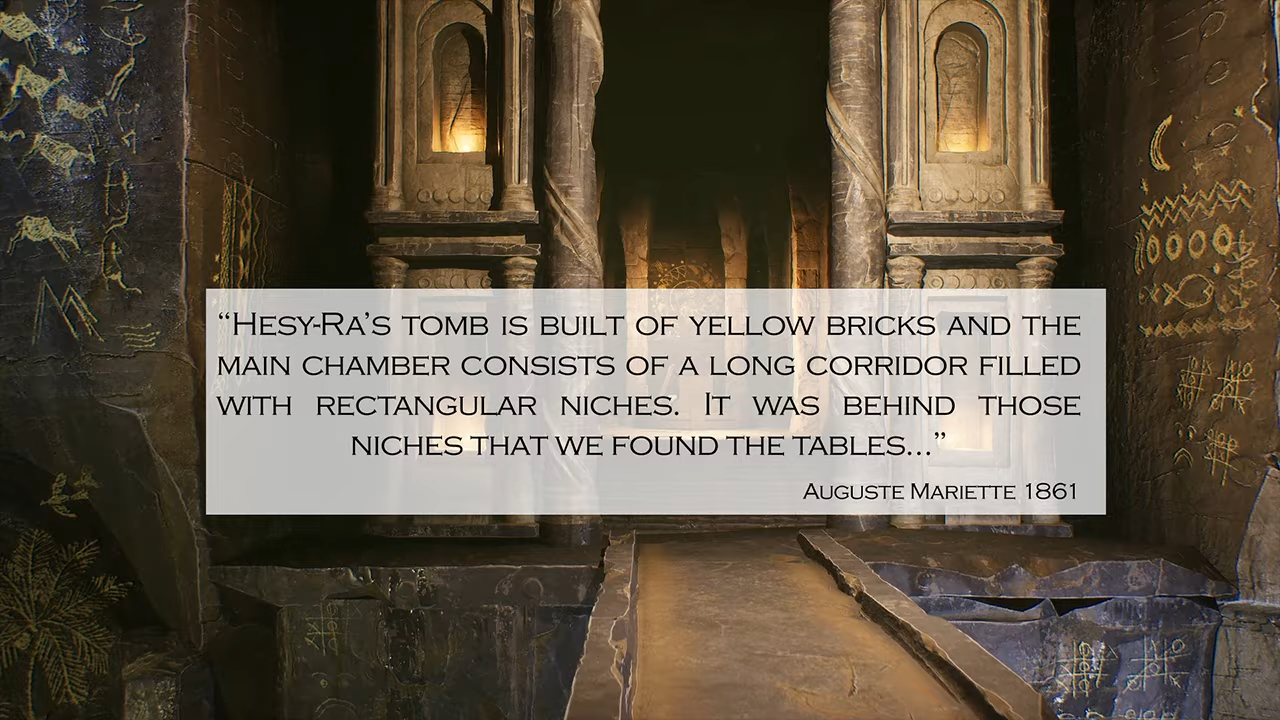 “Hesy-Ra’s tomb is built of yellow bricks and the
main chamber consists of a long corridor filled
with rectangular niches. It was behind those
niches that we found the tables...”
Auguste Mariette 1861